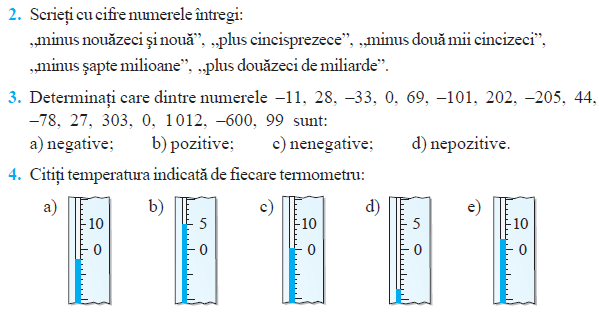 2. Scrieți cu cifre numerele întregi:
„minus nouăzeci și nouă”, „plus cincisprezece”, „minus două mii cincizeci”,
„minus șapte milioane”, „plus douăzeci de miliarde”.
3. Determinați care dintre numerele –11, 28, –33, 0, 69, –101, 202, –205, 44,
–78, 27, 303, 0, 1 012, –600, 99 sunt:
a) negative; b) pozitive; c) nenegative; d) nepozitive.
4. Citiți temperatura indicată de fiecare termometru:
a) b) c) d) e)
10 5 10 5 10
0 0 0 0 0